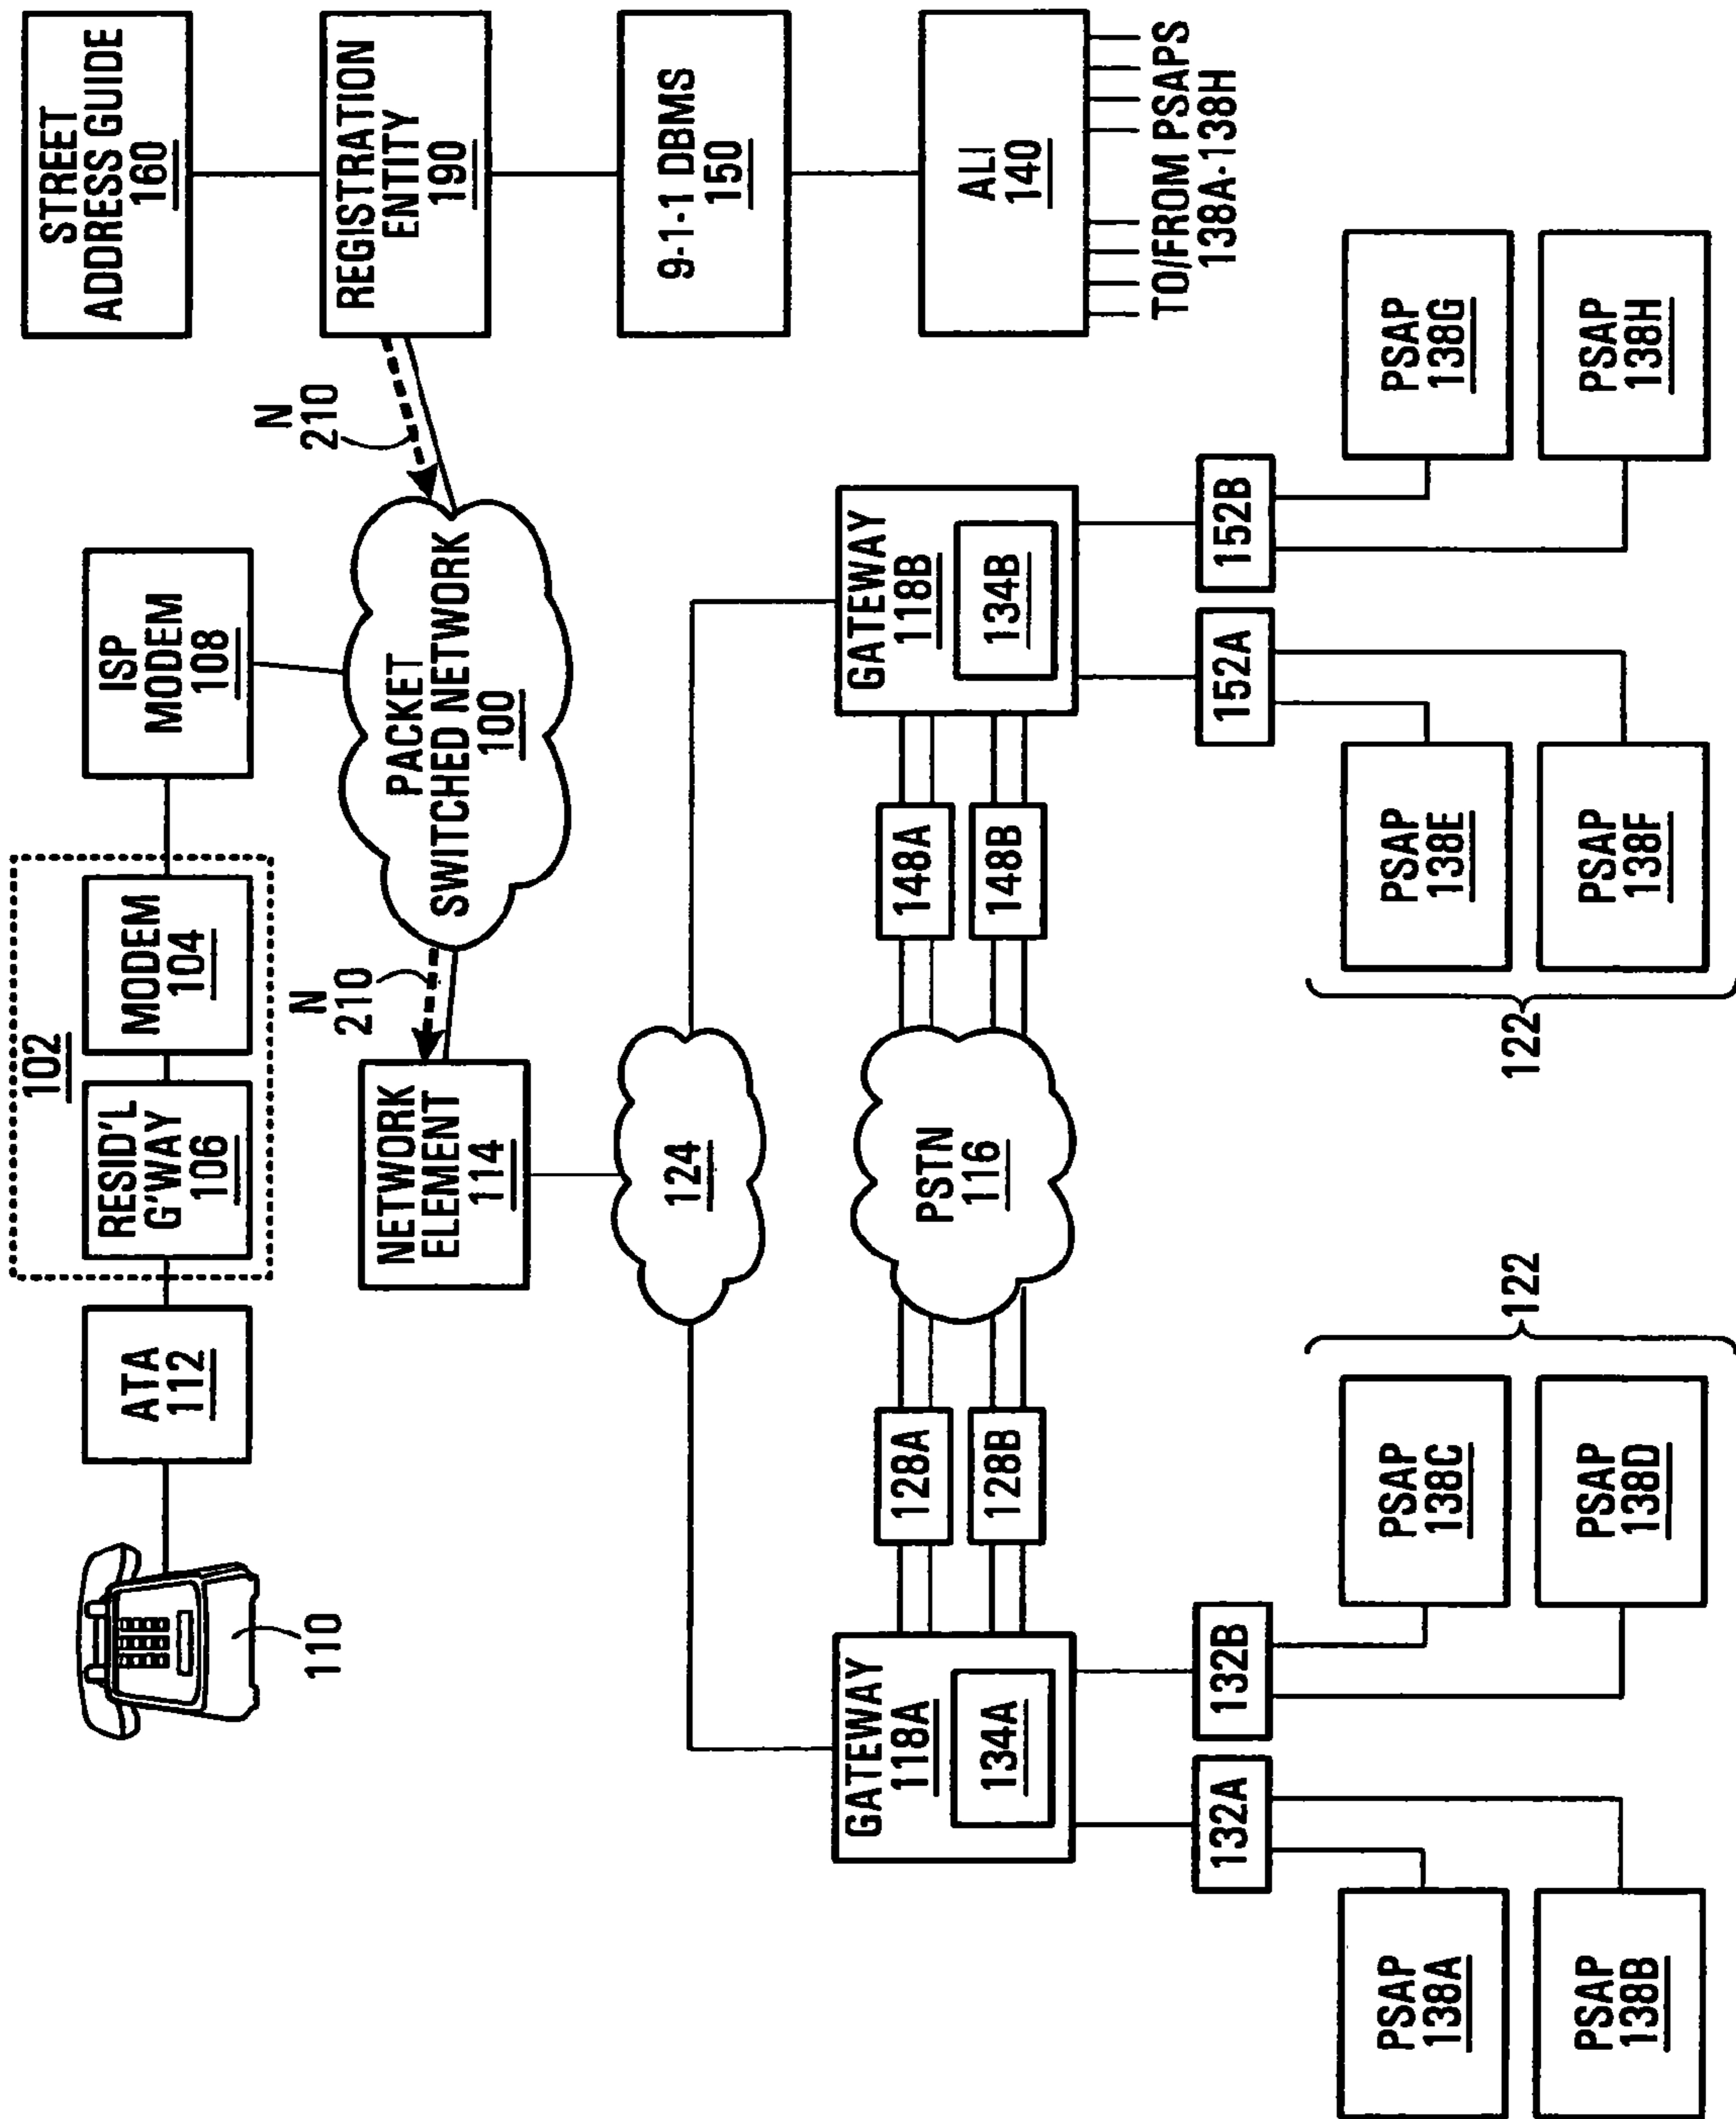 102
ATA
112
RESID'L
G'WAY
106
MODEM
104
ISP
MODEM
108
STREET
ADDRESS GUIDE
160
110
NETWORK
ELEMENT
114
N
210
PACKET
SWITCHED NETWORK
100
N
210
REGISTRATION
ENTITY
190
124
9-1-1 DBMS
150
GATEWAY
118A
134A
128A
128B
PSTN
116
148A
148B
GATEWAY
118B
134B
ALI
140
TO/FROM PSAPS
138A-138H
132A
132B
152A
152B
PSAP
138A
PSAP
138C
PSAP
138E
PSAP
138G
PSAP
138B
PSAP
138D
PSAP
138F
PSAP
138H
122
122